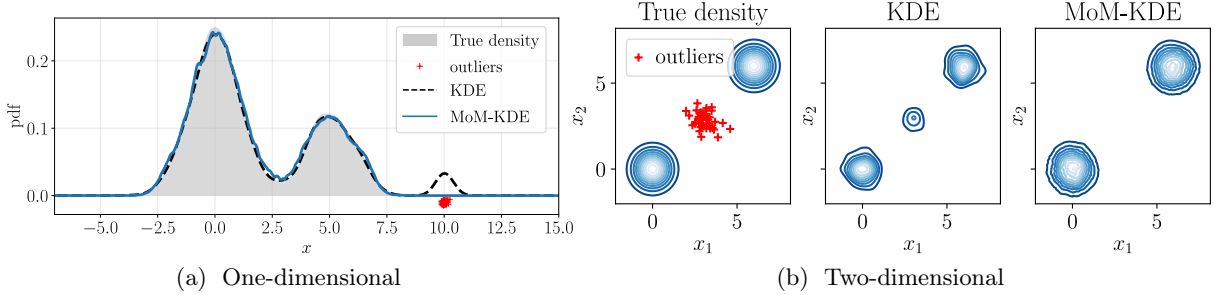 True density
KDE
MoM-KDE
0.2
0.1
0.0
pdf
True density
outliers
KDE
MoM-KDE
−5.0
−2.5
0.0
2.5
5.0
7.5
10.0
12.5
15.0
x
outliers
5
0
x₂
0
5
x₁
x₂
0
5
x₁
x₂
0
5
x₁
(a) One-dimensional
(b) Two-dimensional